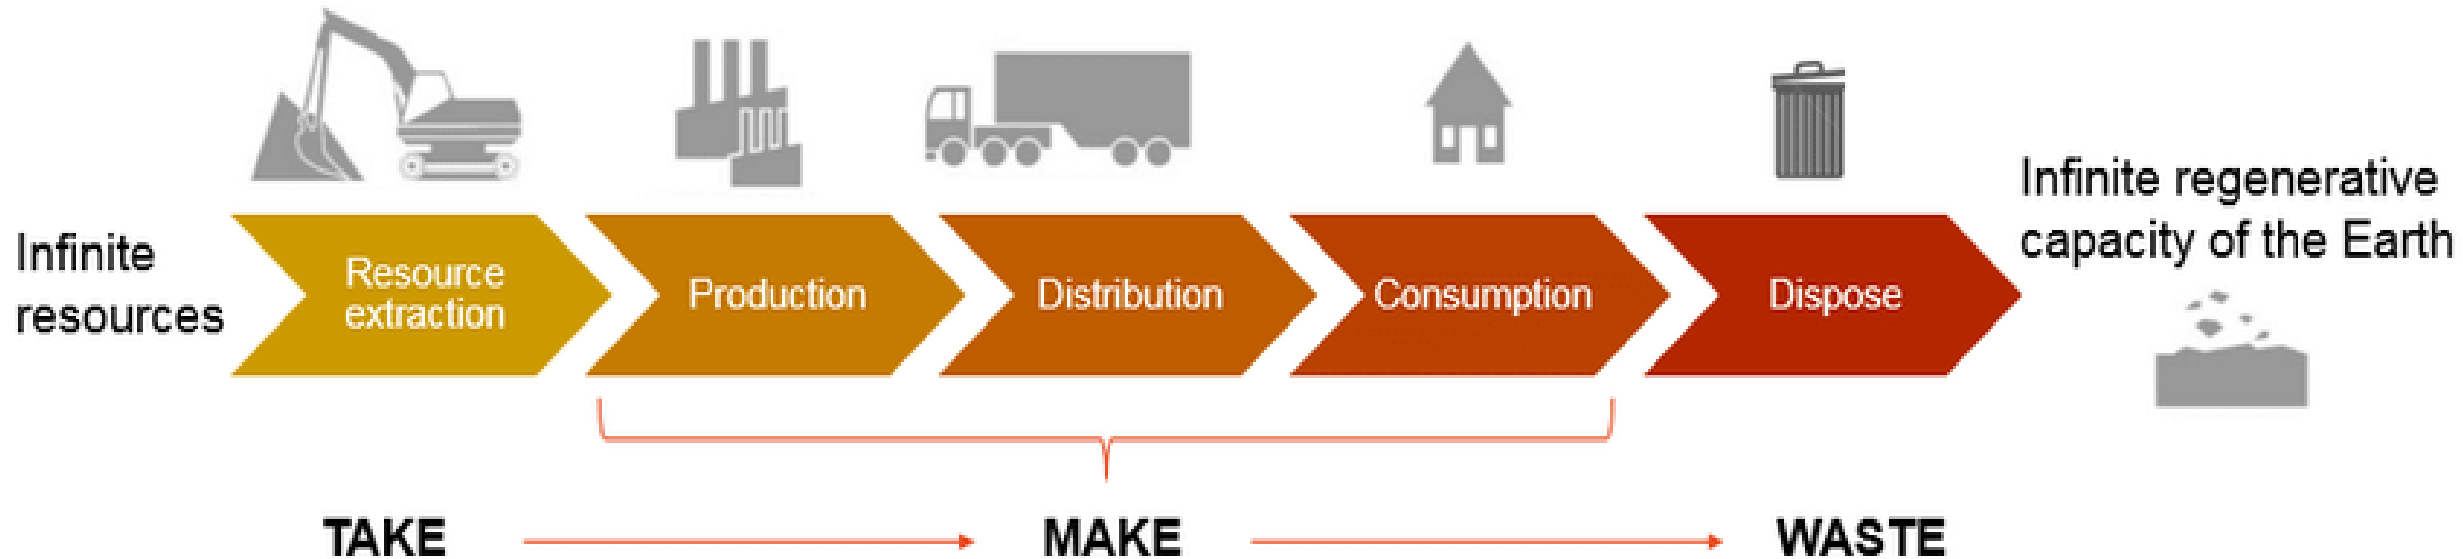 Infinite
resources
Resource
extraction
Production
Distribution
Consumption
Dispose
Infinite regenerative
capacity of the Earth
TAKE
MAKE
WASTE